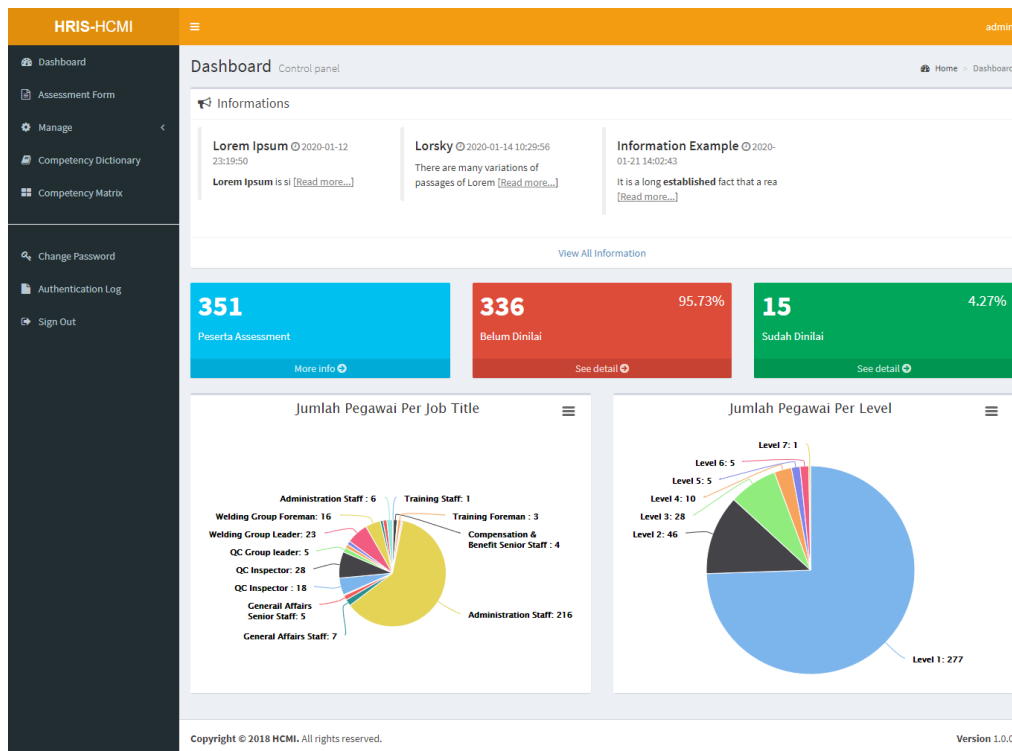 HRIS-HCMI
admin
Dashboard
Assessment Form
Manage
Competency Dictionary
Competency Matrix
Change Password
Authentication Log
Sign Out
Dashboard Control panel
Home > Dashboard
Informations
Lorem Ipsum 2020-01-12
23:19:50
Lorem Ipsum is si [Read more...]
Lorsky 2020-01-14 10:29:56
There are many variations of
passages of Lorem [Read more...]
Information Example 2020-
01-21 14:02:43
It is a long established fact that a rea
[Read more...]
View All Information
351
Peserta Assessment
More info
336
95.73%
Belum Dinilai
See detail
15
4.27%
Sudah Dinilai
See detail
Jumlah Pegawai Per Job Title
Administration Staff : 6
Training Staff: 1
Welding Group Foreman: 16
Training Foreman : 3
Welding Group Leader: 23
Compensation &
Benefit Senior Staff : 4
QC Group leader: 5
QC Inspector: 28
QC Inspector : 18
Generail Affairs
Senior Staff: 5
Administration Staff: 216
General Affairs Staff: 7
Jumlah Pegawai Per Level
Level 7: 1
Level 6: 5
Level 5: 5
Level 4: 10
Level 3: 28
Level 2: 46
Level 1: 277
Copyright © 2018 HCMI. All rights reserved.
Version 1.0.0